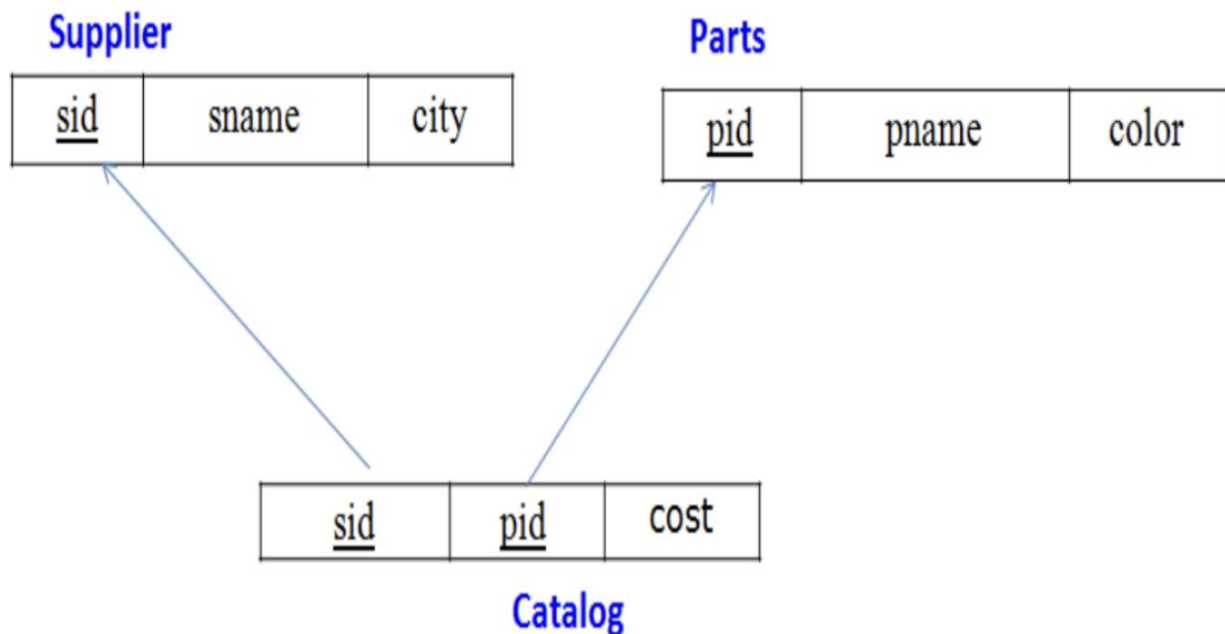 Supplier
sid sname city
Parts
pid pname color
sid pid cost
Catalog